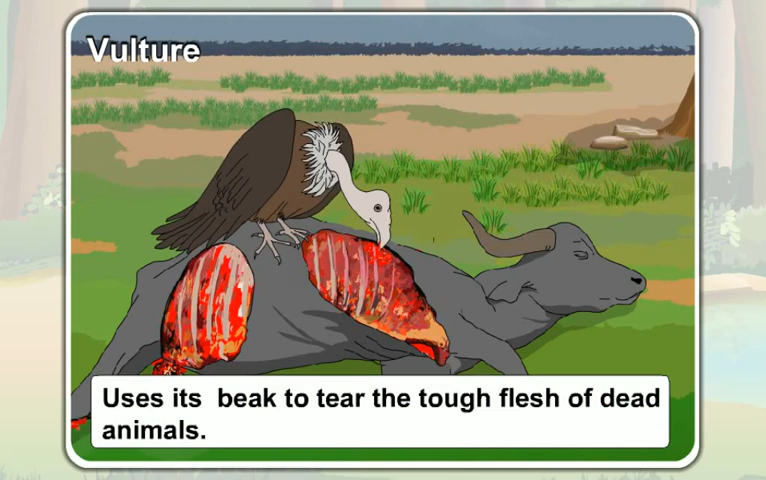 Vulture
Uses its  beak to tear the tough flesh of dead
animals.